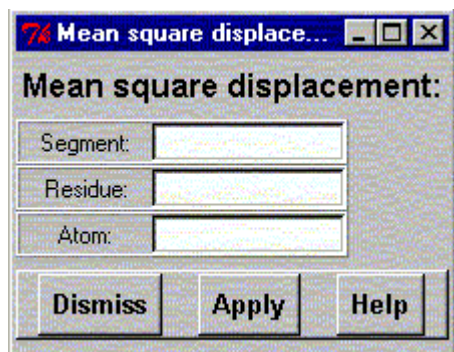 Mean square displace...
Mean square displacement:
Segment:
Residue:
Atom:
Dismiss Apply Help